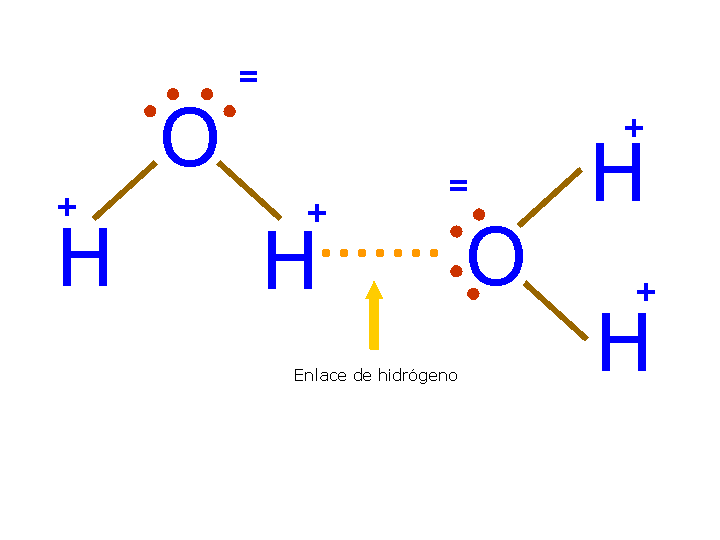 =
O
+
H
+
H
=
O
+
H
+
H
Enlace de hidrógeno